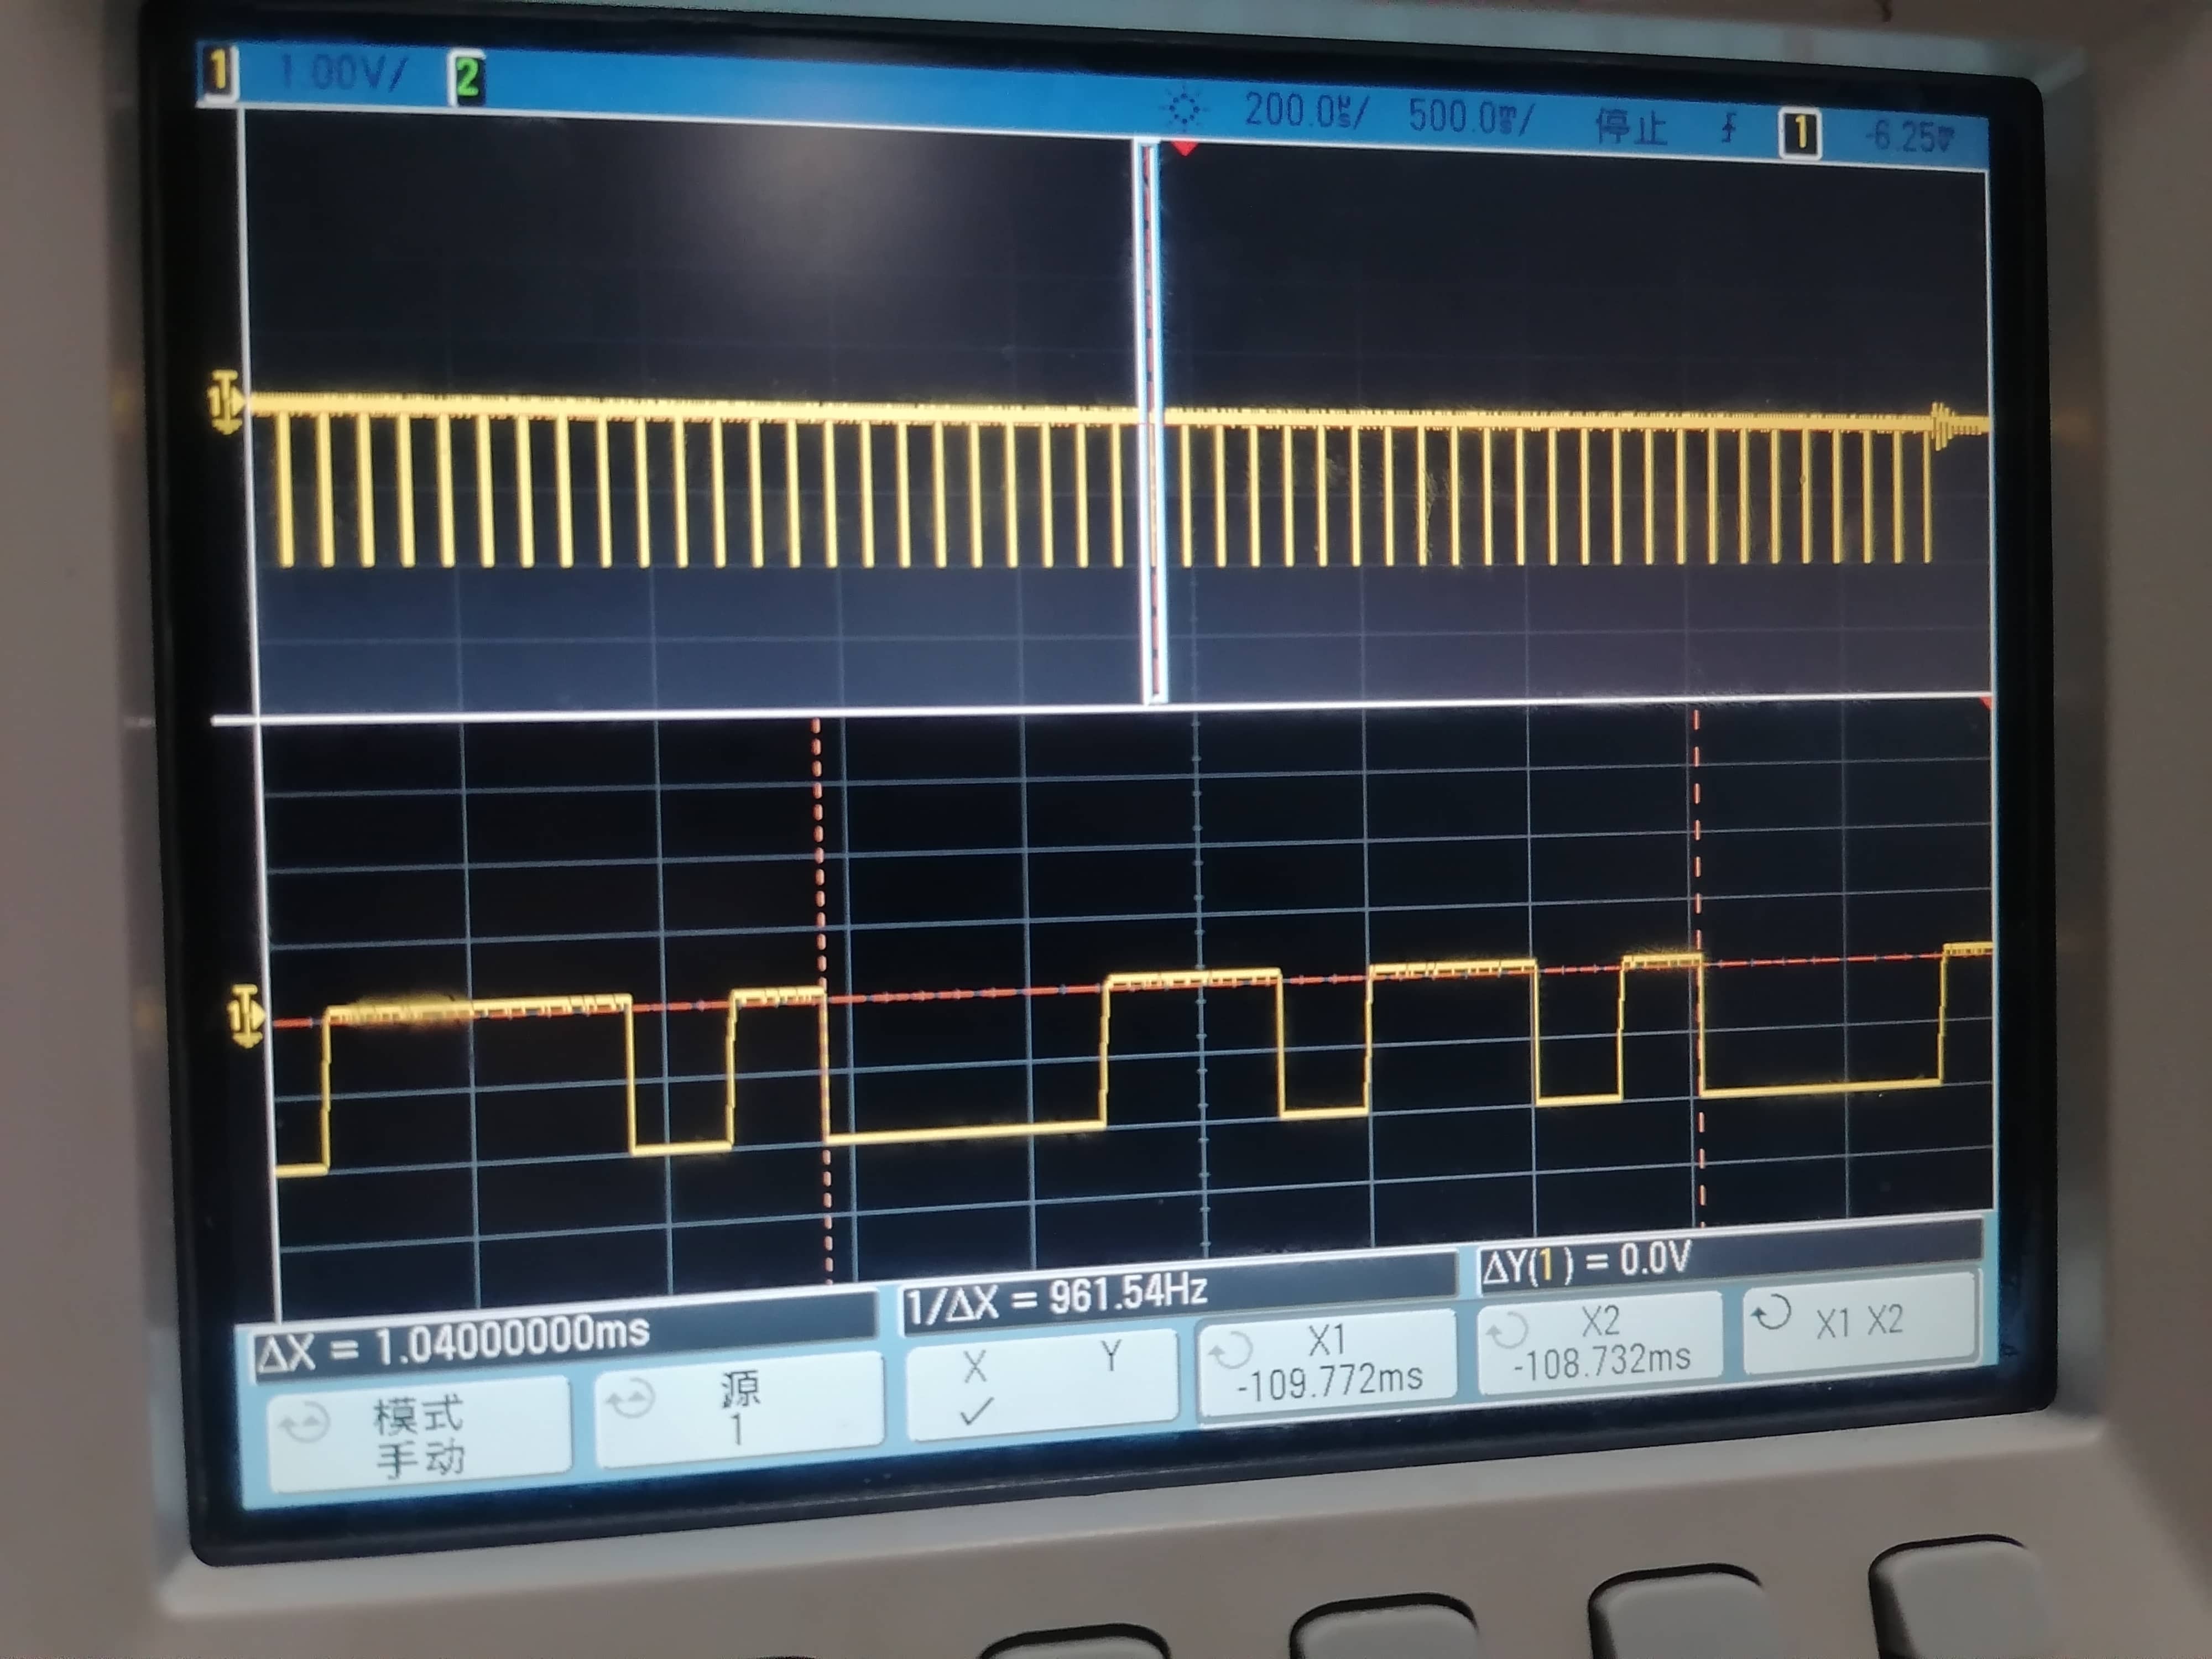 1 1.00V/ 2 200.0us/ 500.0ms/ 停止 1 -6.25mV
1
1
ΔX = 1.04000000ms 1/ΔX = 961.54Hz ΔY(1) = 0.0V
模式
手动
源
1
X Y
X1
-109.772ms
X2
-108.732ms
X1 X2